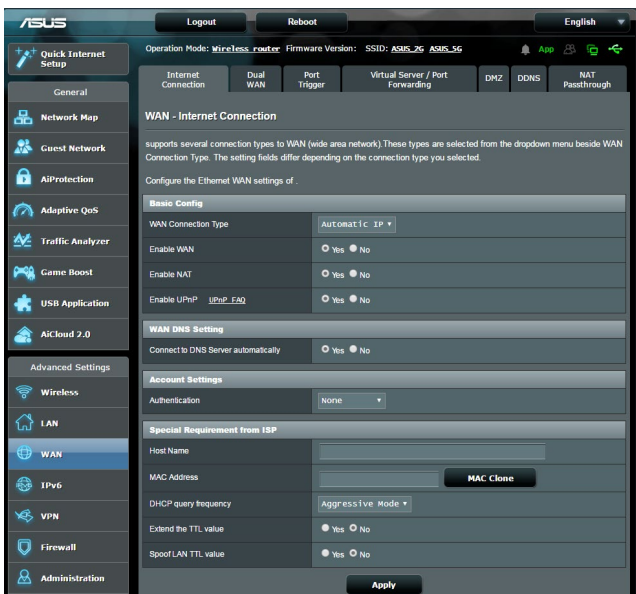 ASUS
Logout Reboot English
Quick Internet Setup
Operation Mode: Wireless router Firmware Version: SSID: ASUS_2G ASUS_5G
App
Internet Connection
Dual WAN
Port Trigger
Virtual Server / Port Forwarding
DMZ
DDNS
NAT Passthrough
General
Network Map
Guest Network
AiProtection
Adaptive QoS
Traffic Analyzer
Game Boost
USB Application
AiCloud 2.0
Advanced Settings
Wireless
LAN
WAN
IPv6
VPN
Firewall
Administration
WAN - Internet Connection
supports several connection types to WAN (wide area network).These types are selected from the dropdown menu beside WAN
Connection Type. The setting fields differ depending on the connection type you selected.
Configure the Ethernet WAN settings of .
Basic Config
WAN Connection Type Automatic IP
Enable WAN Yes No
Enable NAT Yes No
Enable UPnP UPnP FAQ Yes No
WAN DNS Setting
Connect to DNS Server automatically Yes No
Account Settings
Authentication None
Special Requirement from ISP
Host Name
MAC Address MAC Clone
DHCP query frequency Aggressive Mode
Extend the TTL value Yes No
Spoof LAN TTL value Yes No
Apply